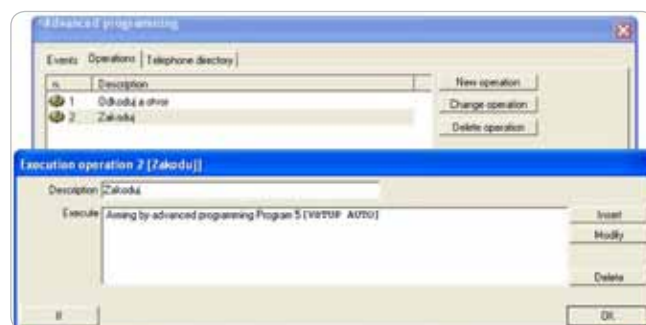 Advanced programming
Events Operations Telephone directory
n. Description
1 Odkoduj a otvor
2 Zakoduj
New operation
Change operation
Delete operation
Execution operation 2 [Zakoduj]
Description Zakoduj
Execute Arming by advanced programming Program 5 [VSTUP AUTO]
Insert
Modify
Delete
OK